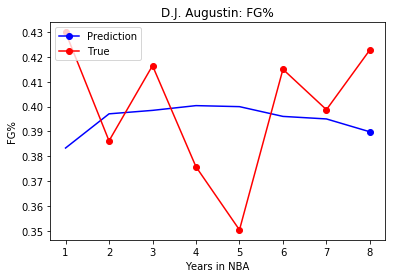 D.J. Augustin: FG%
Prediction
True
FG%
0.43
0.42
0.41
0.40
0.39
0.38
0.37
0.36
0.35
1 2 3 4 5 6 7 8
Years in NBA